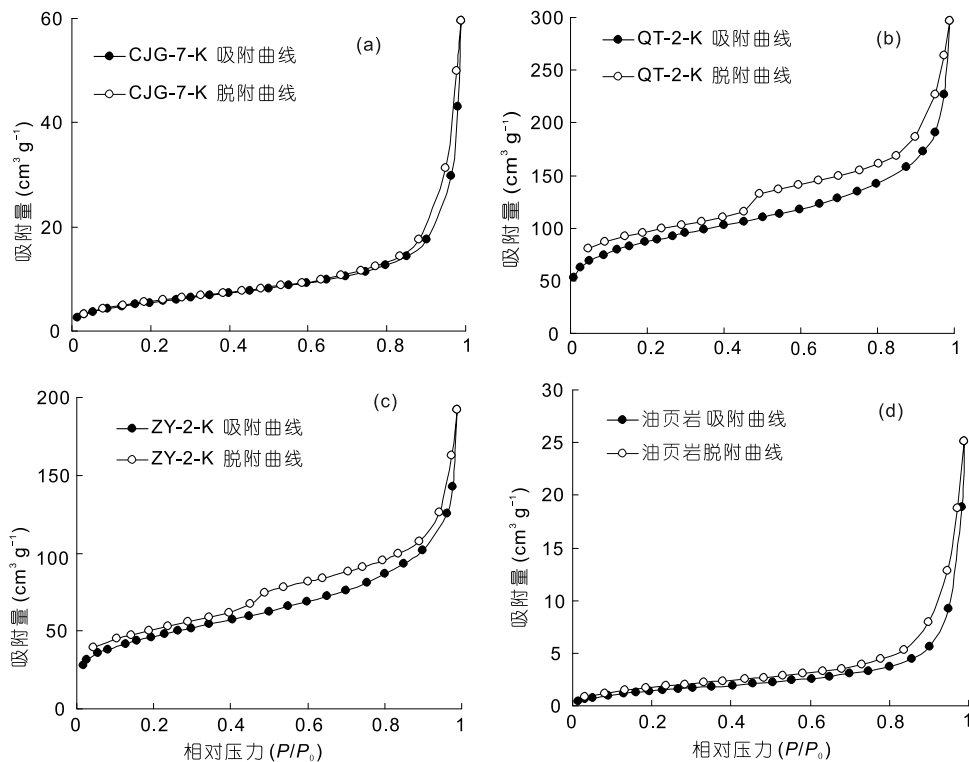 (a)
CJG-7-K 吸附曲线
CJG-7-K 脱附曲线
吸附量 (cm³ g⁻¹)
60
40
20
0
0 0.2 0.4 0.6 0.8 1
(b)
QT-2-K 吸附曲线
QT-2-K 脱附曲线
吸附量 (cm³ g⁻¹)
300
250
200
150
100
50
0
0 0.2 0.4 0.6 0.8 1
(c)
ZY-2-K 吸附曲线
ZY-2-K 脱附曲线
吸附量 (cm³ g⁻¹)
200
150
100
50
0
0 0.2 0.4 0.6 0.8 1
相对压力 (P/P₀)
(d)
油页岩 吸附曲线
油页岩脱附曲线
吸附量 (cm³ g⁻¹)
30
25
20
15
10
5
0
0 0.2 0.4 0.6 0.8 1
相对压力 (P/P₀)